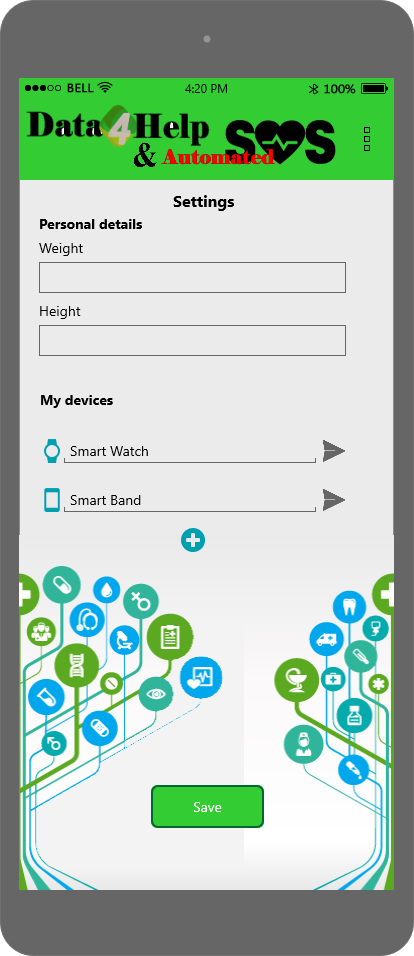 BELL 4:20 PM 100%
Data4Help SOS
& Automated
Settings
Personal details
Weight
Height
My devices
Smart Watch
Smart Band
Save